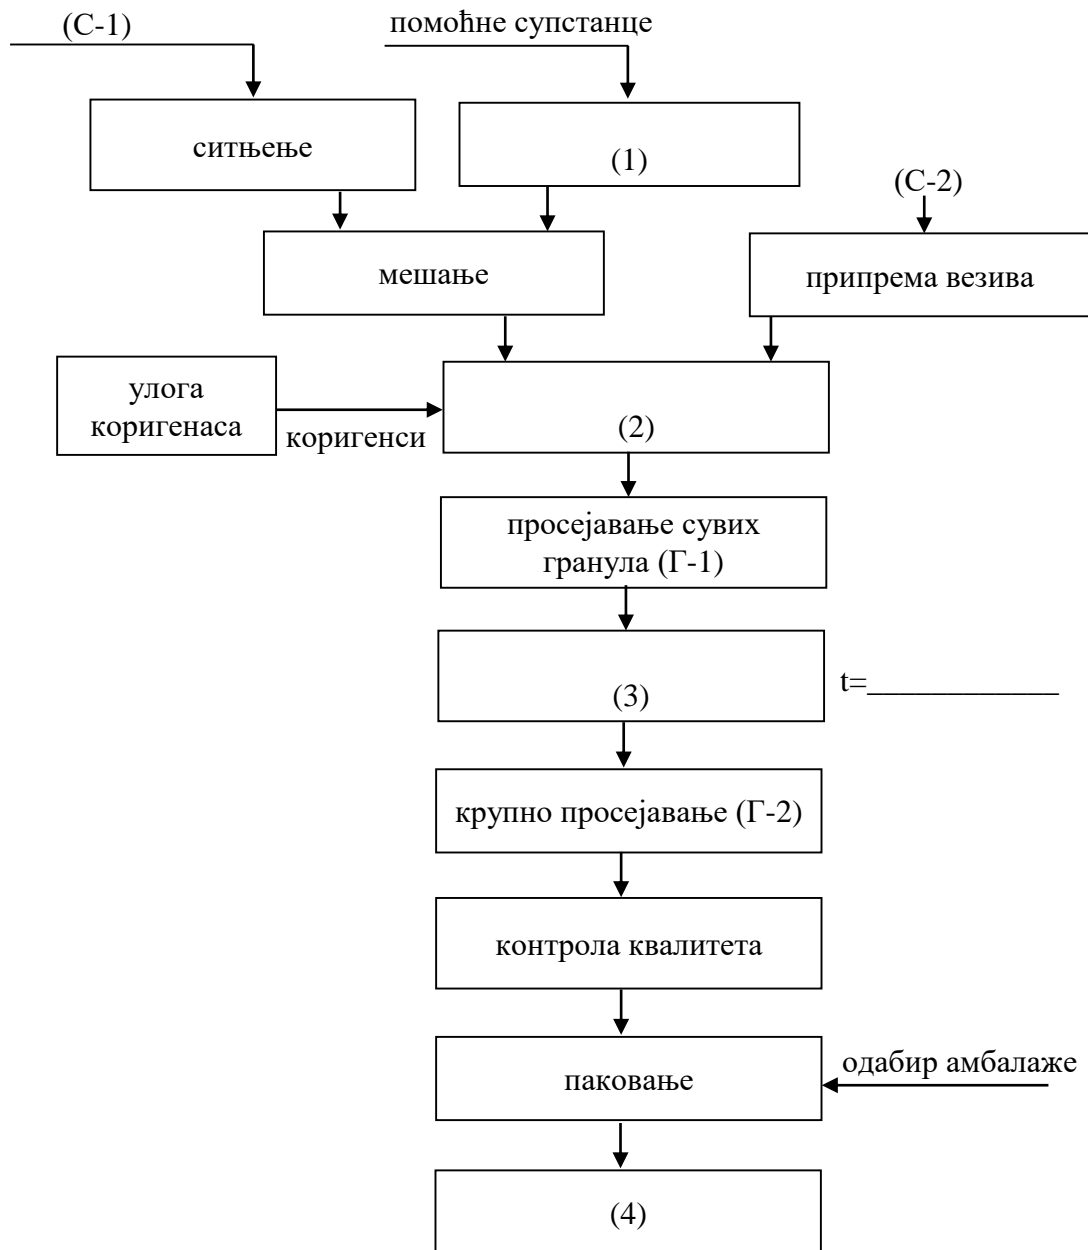 (С-1)
помоћне супстанце
ситњење
(1)
(С-2)
мешање
припрема везива
улога
коригенаса
коригенси
(2)
просејавање сувих
гранула (Г-1)
(3)
t=____________
крупно просејавање (Г-2)
контрола квалитета
одабир амбалаже
паковање
(4)